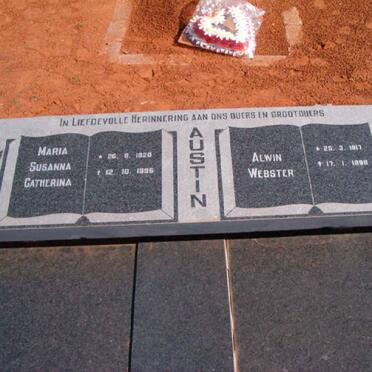 IN LIEFDEVOLLE HERINNERING AAN ONS OUERS EN GROOTOUERS
MARIA
SUSANNA
CATHERINA
* 26. 8. 1920
† 12. 10. 1996
AUSTIN
ALWIN
WEBSTER
* 25. 3. 1917
† 17. 1. 1990